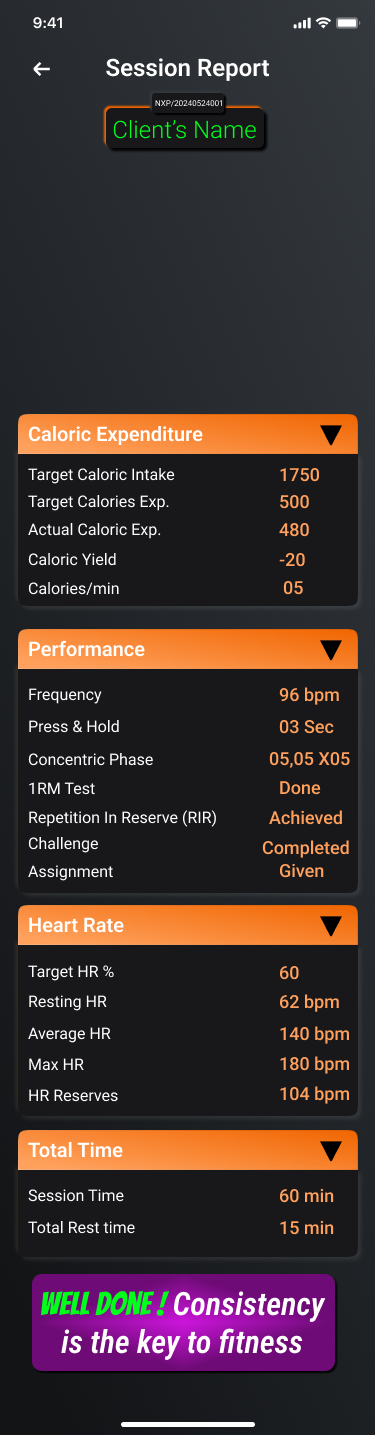 9:41
Session Report
NXP/20240524001
Client's Name
Caloric Expenditure
Target Caloric Intake 1750
Target Calories Exp. 500
Actual Caloric Exp. 480
Caloric Yield -20
Calories/min 05
Performance
Frequency 96 bpm
Press & Hold 03 Sec
Concentric Phase 05,05 X05
1RM Test Done
Repetition In Reserve (RIR) Achieved
Challenge Completed
Assignment Given
Heart Rate
Target HR % 60
Resting HR 62 bpm
Average HR 140 bpm
Max HR 180 bpm
HR Reserves 104 bpm
Total Time
Session Time 60 min
Total Rest time 15 min
WELL DONE ! Consistency
is the key to fitness